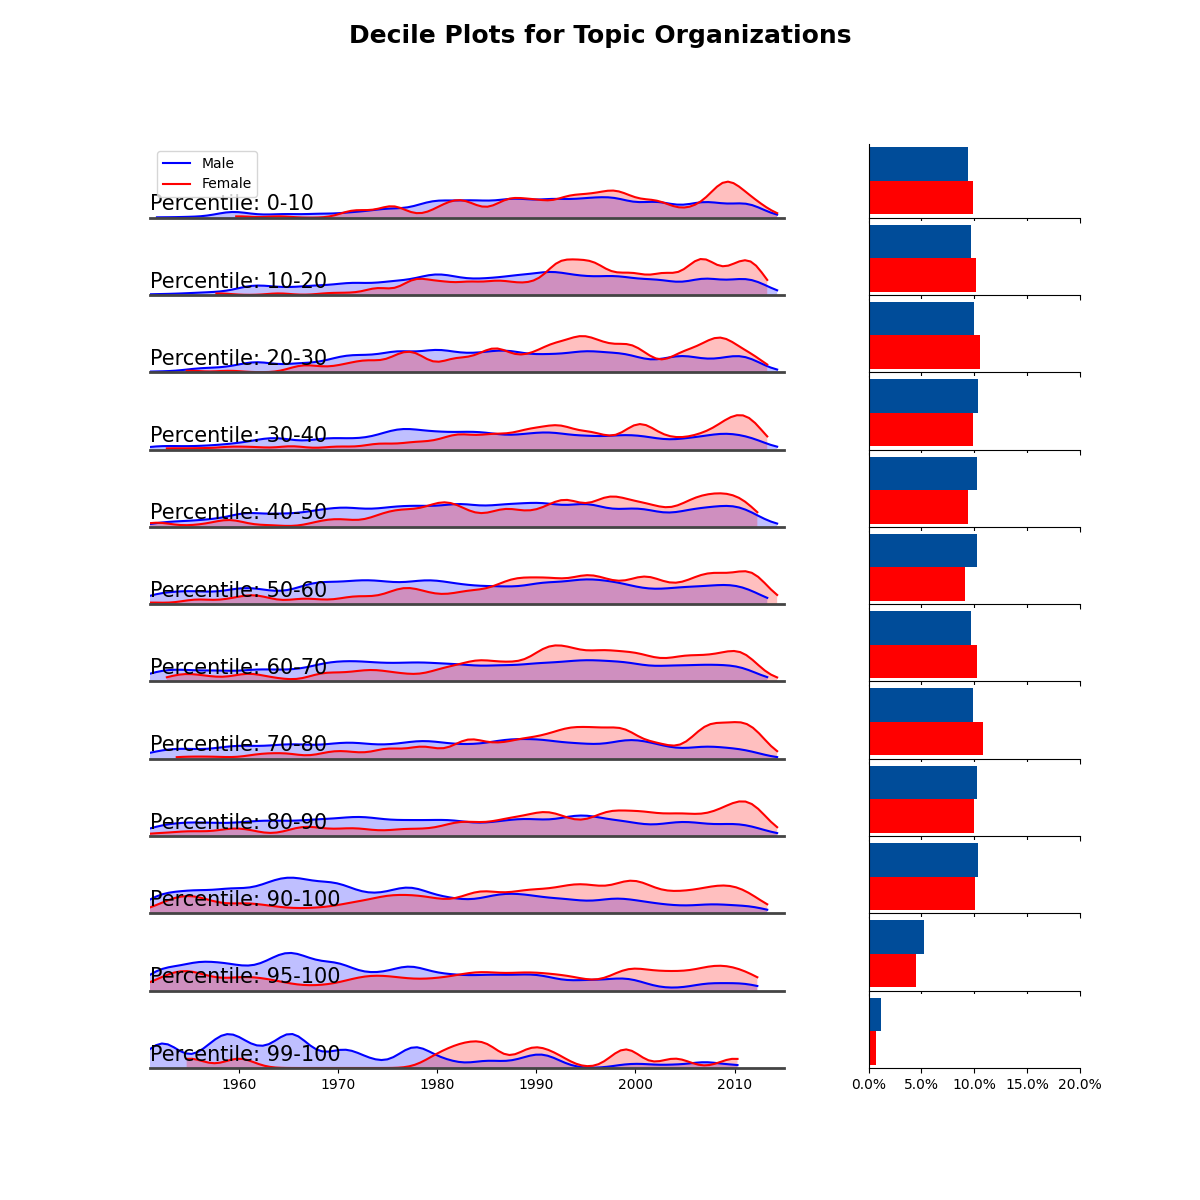 Decile Plots for Topic Organizations
Male
Female
Percentile: 0-10
Percentile: 10-20
Percentile: 20-30
Percentile: 30-40
Percentile: 40-50
Percentile: 50-60
Percentile: 60-70
Percentile: 70-80
Percentile: 80-90
Percentile: 90-100
Percentile: 95-100
Percentile: 99-100
1960 1970 1980 1990 2000 2010
0.0% 5.0% 10.0% 15.0% 20.0%